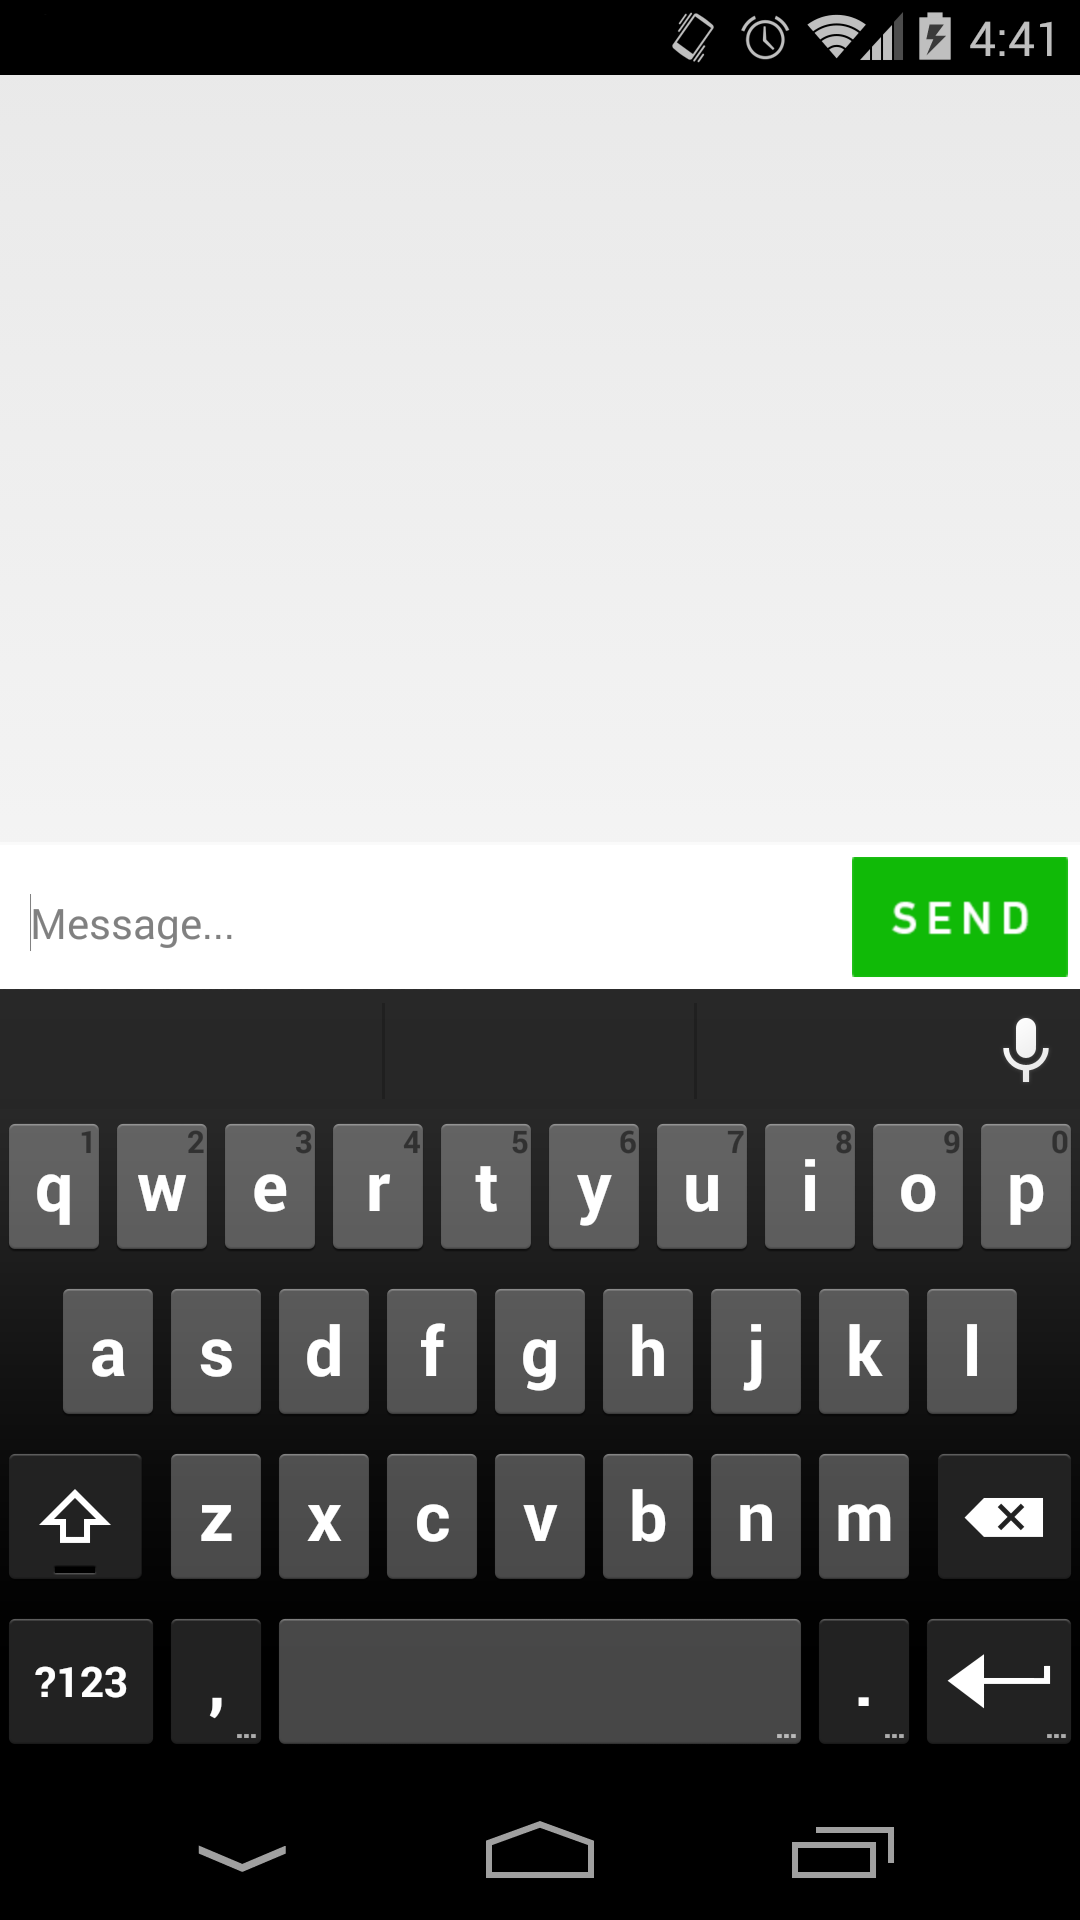 4:41
Message...
SEND
1 2 3 4 5 6 7 8 9 0
q w e r t y u i o p
a s d f g h j k l
z x c v b n m
?123 , ... ... . ... ...